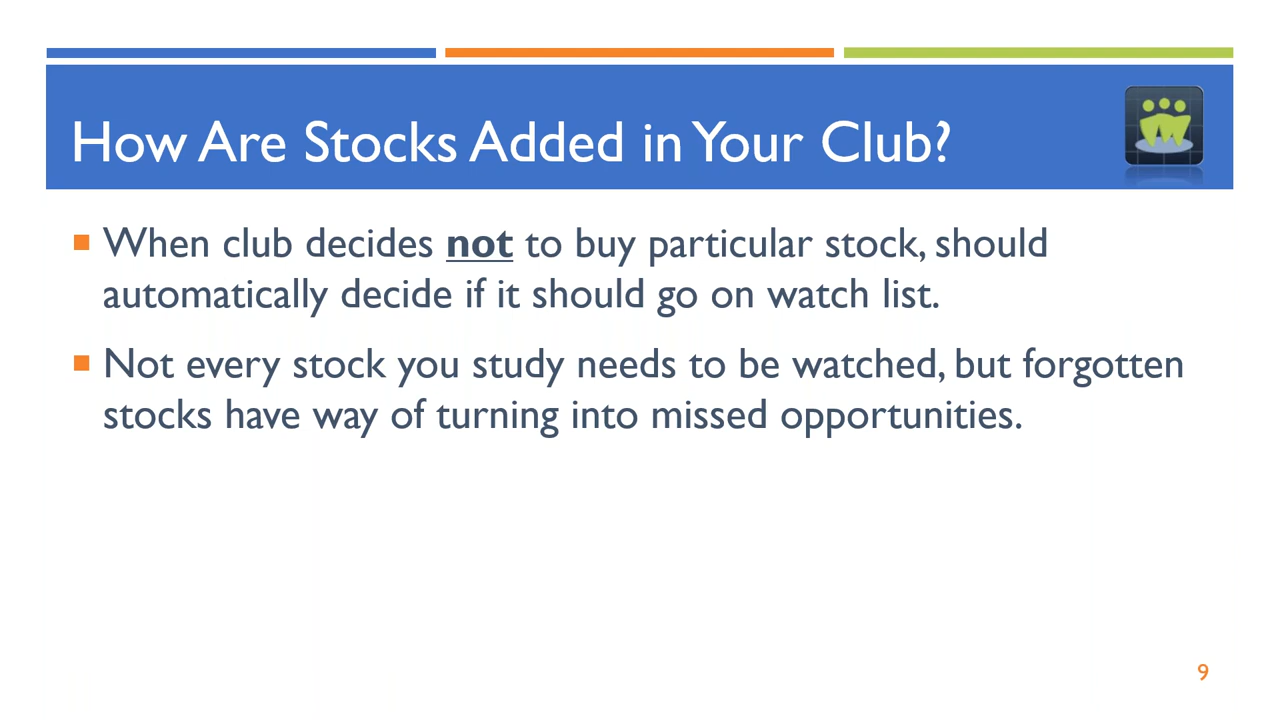 How Are Stocks Added in Your Club?
When club decides not to buy particular stock, should
automatically decide if it should go on watch list.
Not every stock you study needs to be watched, but forgotten
stocks have way of turning into missed opportunities.
9